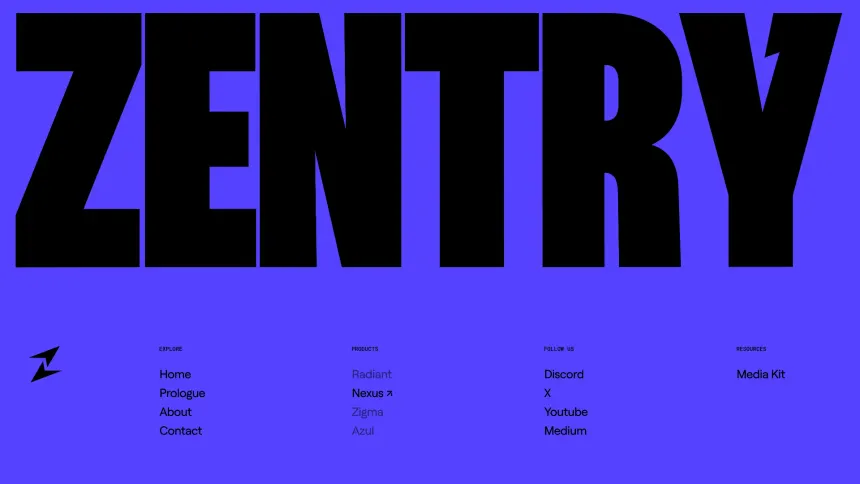 ZENTRY
EXPLORE
Home
Prologue
About
Contact
PRODUCTS
Radiant
Nexus ↗
Zigma
Azul
FOLLOW US
Discord
X
Youtube
Medium
RESOURCES
Media Kit